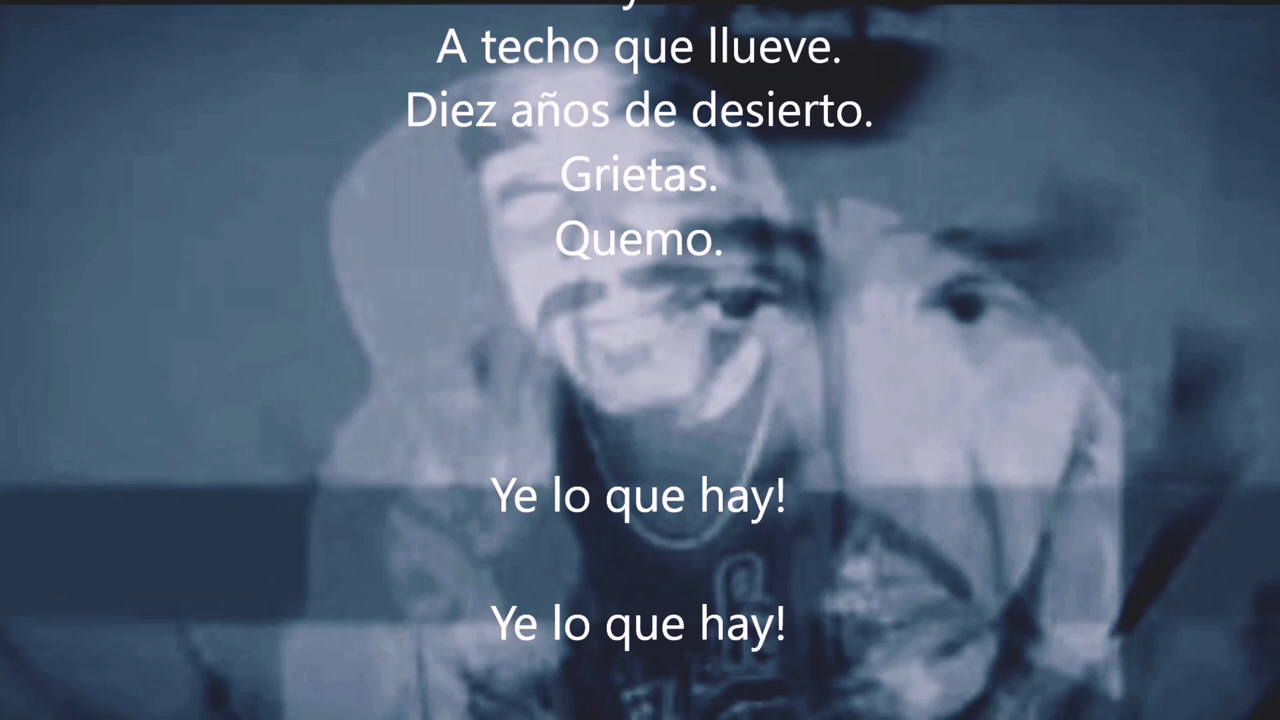 A techo que llueve.
Diez años de desierto.
Grietas.
Quemo.
Ye lo que hay!
Ye lo que hay!